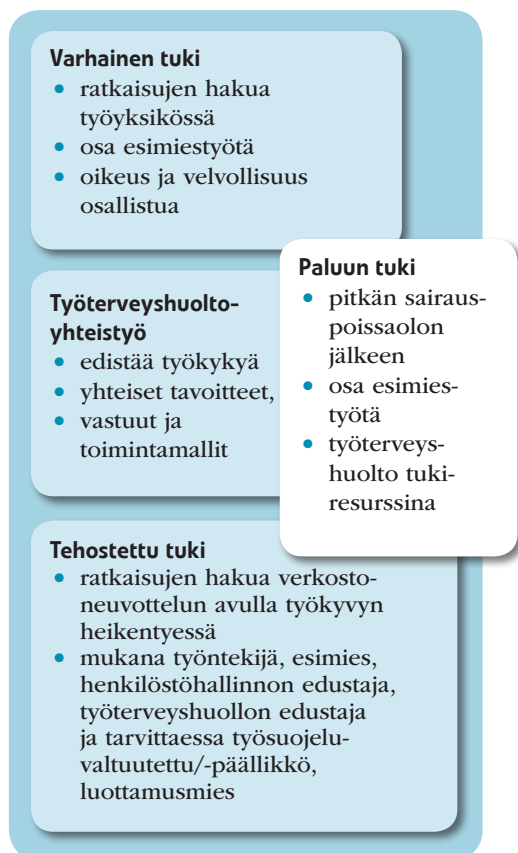 Varhainen tuki
• ratkaisujen hakua
työyksikössä
• osa esimiestyötä
• oikeus ja velvollisuus
osallistua
Työterveyshuolto-
yhteistyö
• edistää työkykyä
• yhteiset tavoitteet,
• vastuut ja
toimintamallit
Paluun tuki
• pitkän sairaus-
poissaolon
jälkeen
• osa esimies-
työtä
• työterveys-
huolto tuki-
resurssina
Tehostettu tuki
• ratkaisujen hakua verkosto-
neuvottelun avulla työkyvyn
heikentyessä
• mukana työntekijä, esimies,
henkilöstöhallinnon edustaja,
työterveyshuollon edustaja
ja tarvittaessa työsuojelu-
valtuutettu/-päällikkö,
luottamusmies